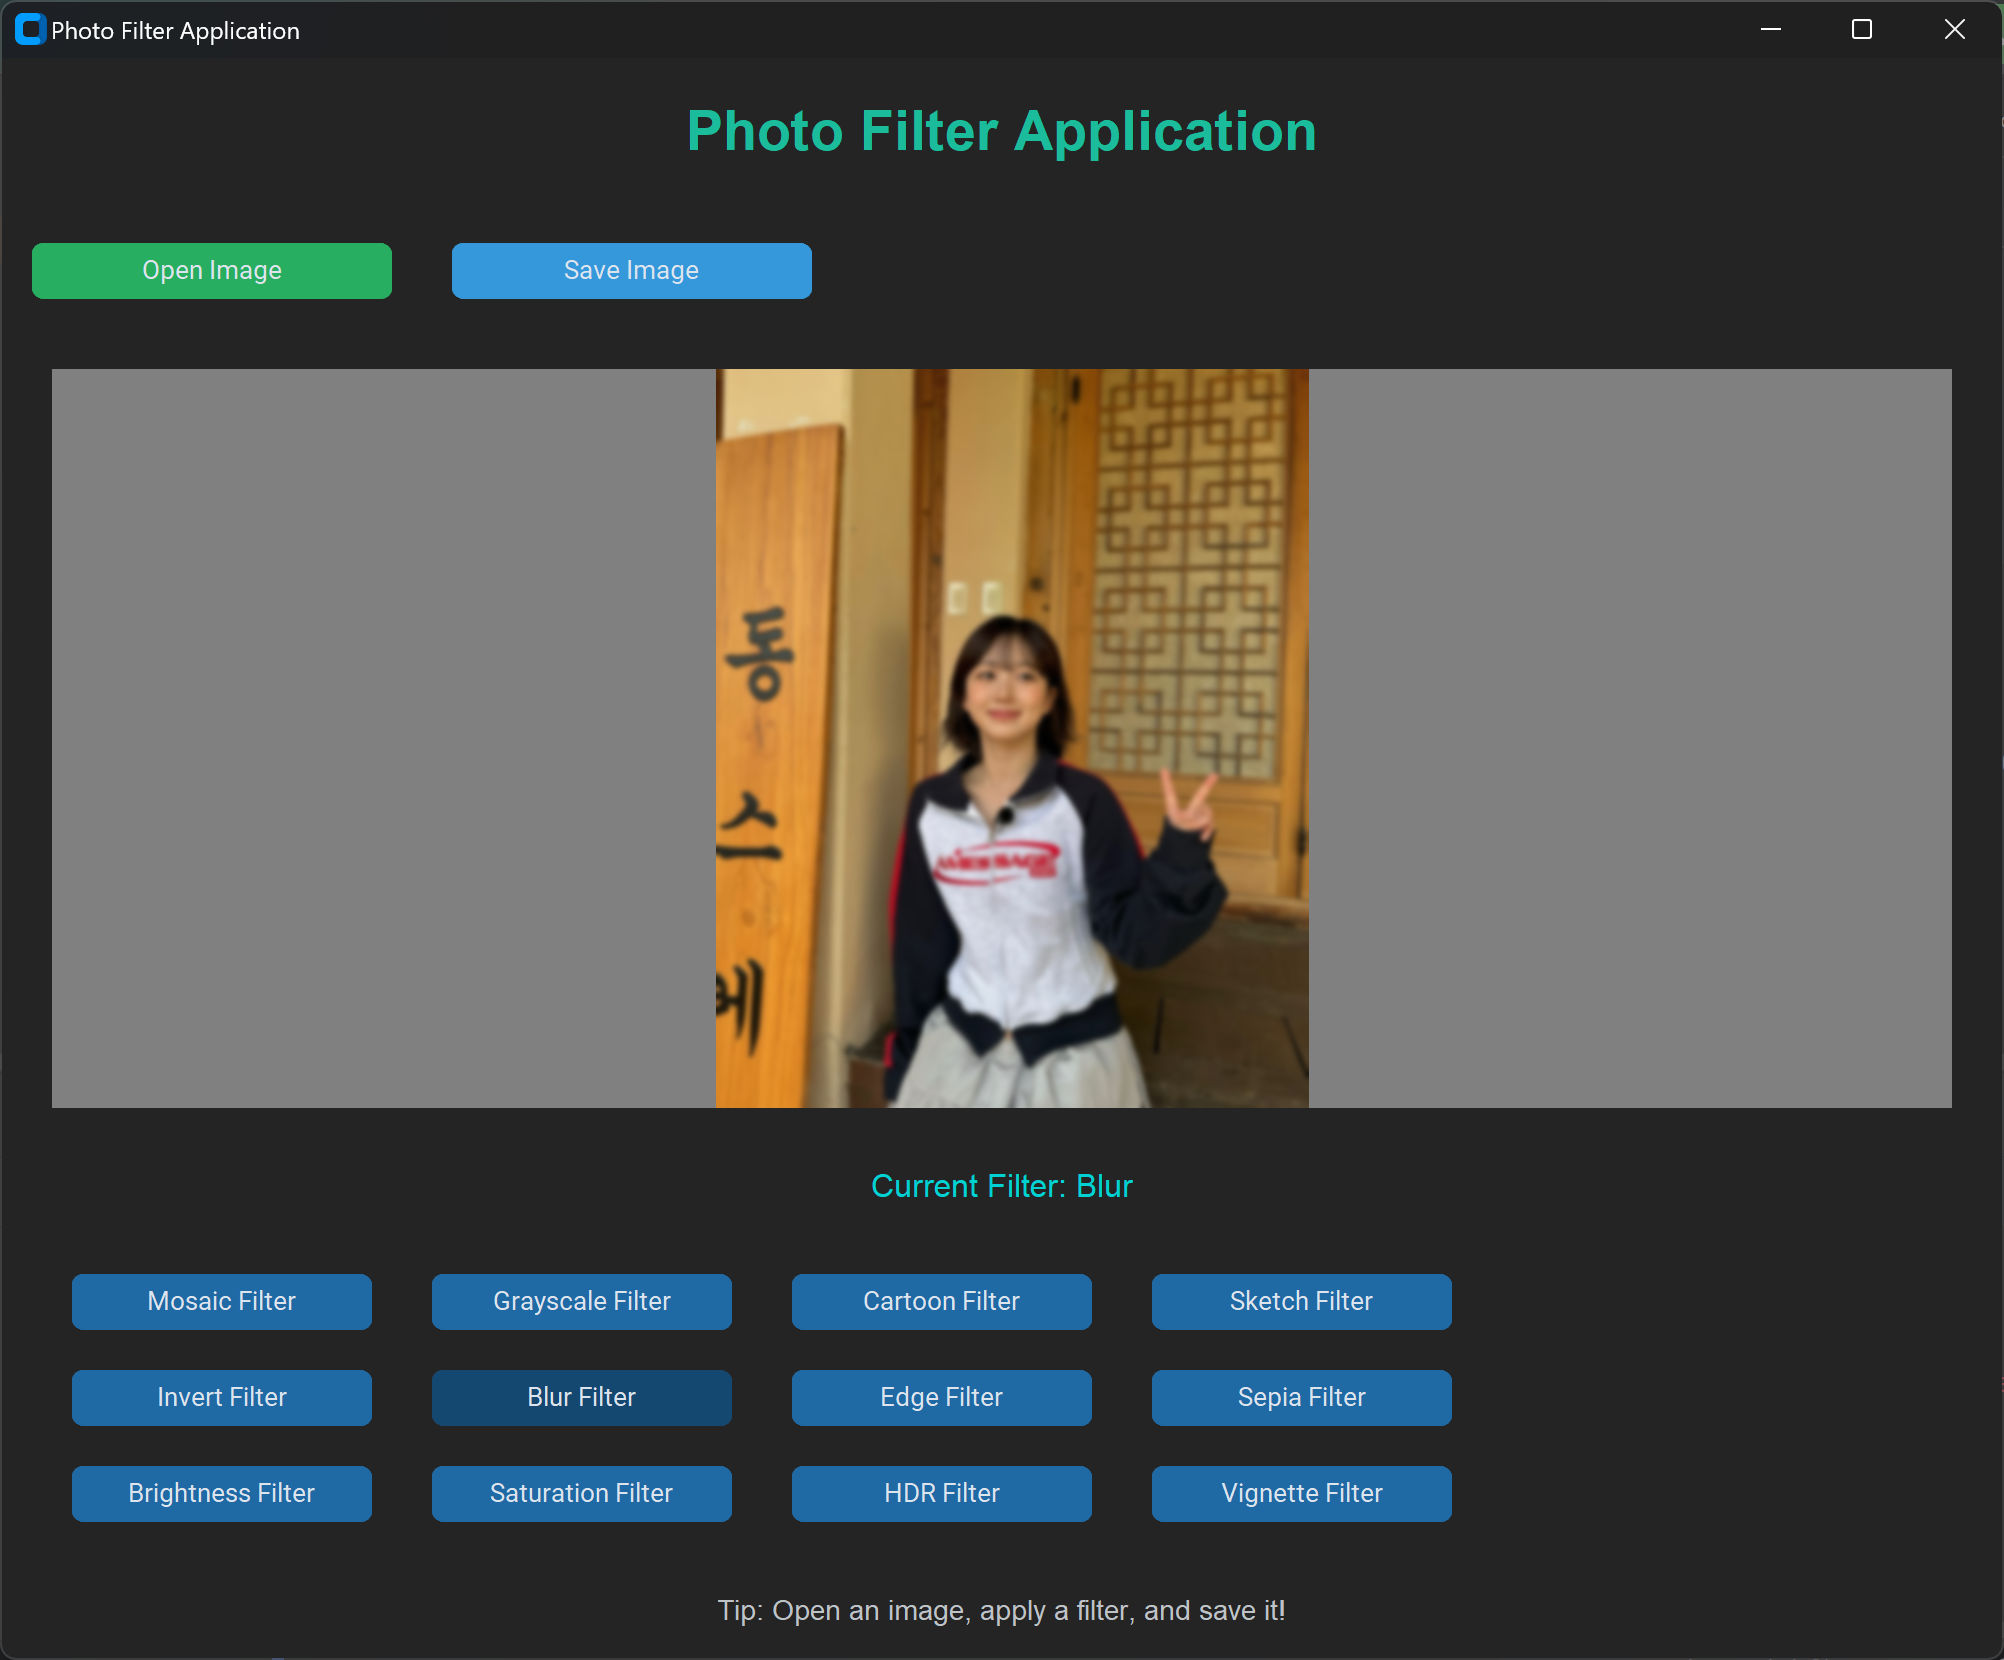 Photo Filter Application
Photo Filter Application
Open Image
Save Image
동
스
테
Current Filter: Blur
Mosaic Filter
Grayscale Filter
Cartoon Filter
Sketch Filter
Invert Filter
Blur Filter
Edge Filter
Sepia Filter
Brightness Filter
Saturation Filter
HDR Filter
Vignette Filter
Tip: Open an image, apply a filter, and save it!